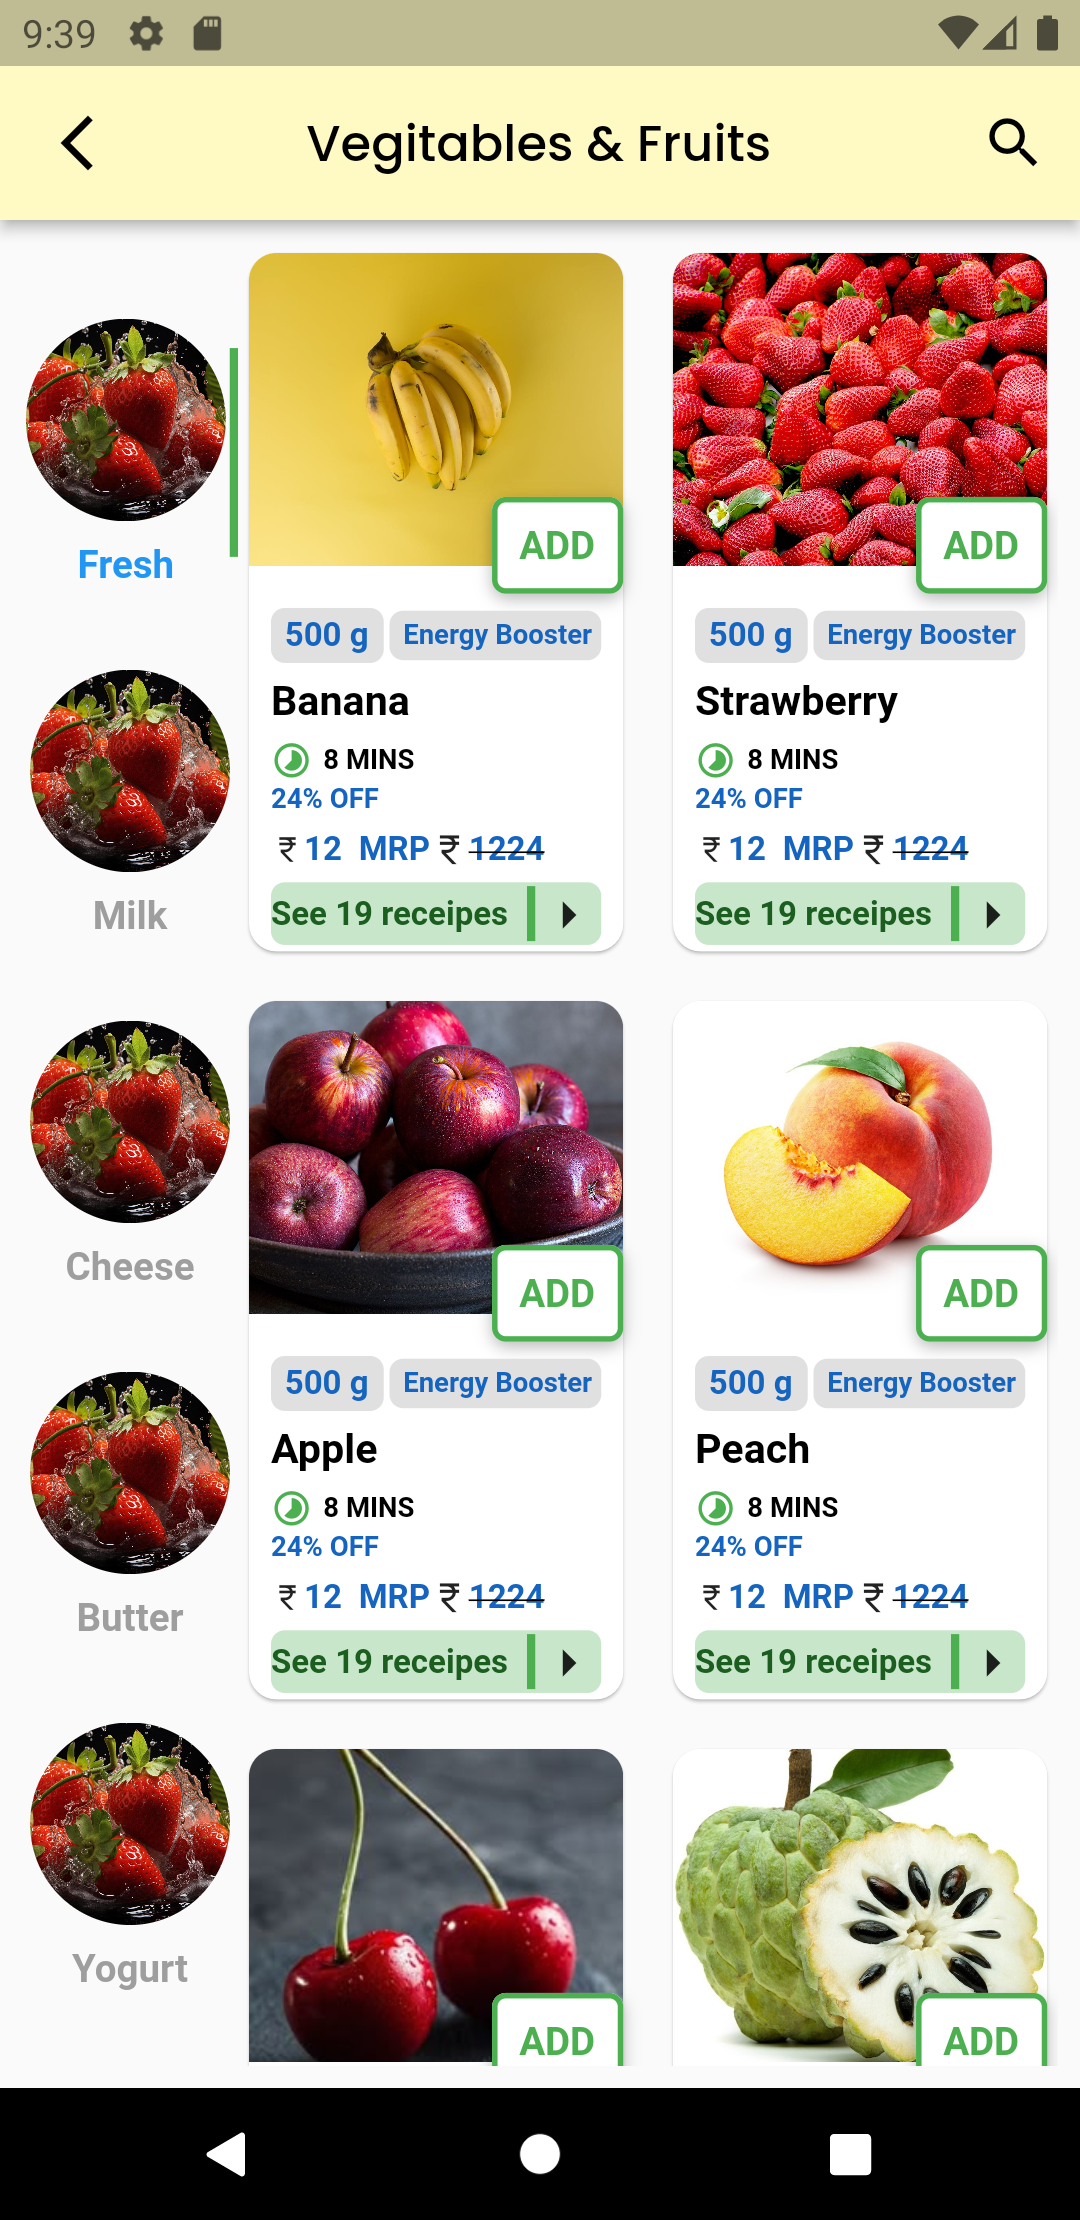 9:39
Vegitables & Fruits
Fresh
Milk
Cheese
Butter
Yogurt
ADD
500 g Energy Booster
Banana
8 MINS
24% OFF
₹ 12 MRP ₹ 1224
See 19 receipes
ADD
500 g Energy Booster
Strawberry
8 MINS
24% OFF
₹ 12 MRP ₹ 1224
See 19 receipes
ADD
500 g Energy Booster
Apple
8 MINS
24% OFF
₹ 12 MRP ₹ 1224
See 19 receipes
ADD
500 g Energy Booster
Peach
8 MINS
24% OFF
₹ 12 MRP ₹ 1224
See 19 receipes
ADD
ADD